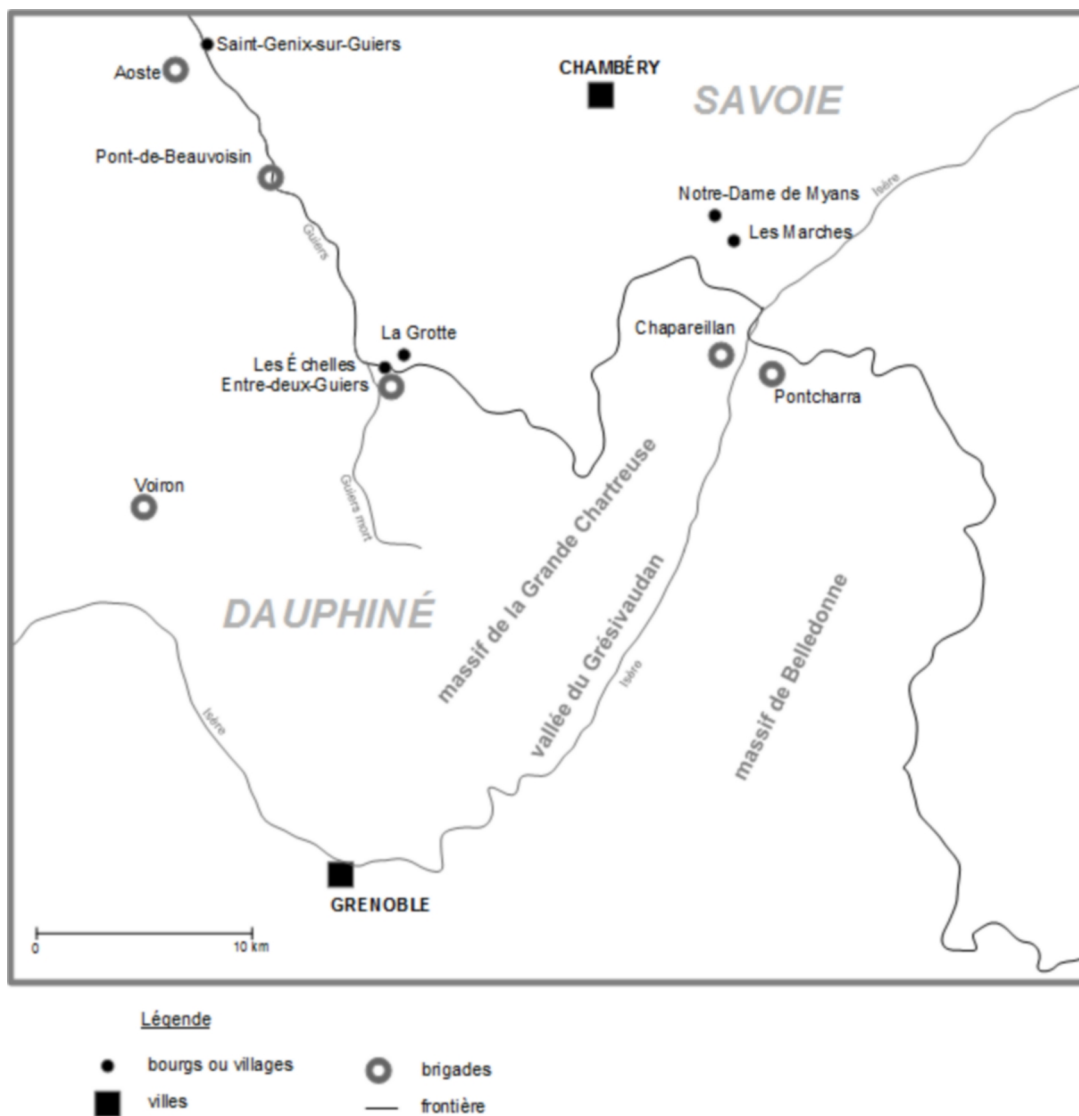 Saint-Genix-sur-Guiers
Aoste
CHAMBÉRY
SAVOIE
Pont-de-Beauvoisin
Isère
Notre-Dame de Myans
Les Marches
Guiers
La Grotte
Chapareillan
Les Échelles
Entre-deux-Guiers
Pontcharra
Voiron
Guiers mort
massif de la Grande Chartreuse
DAUPHINÉ
vallée du Grésivaudan
Isère
massif de Belledonne
Isère
GRENOBLE
0 10 km
Légende
bourgs ou villages
brigades
villes
frontière